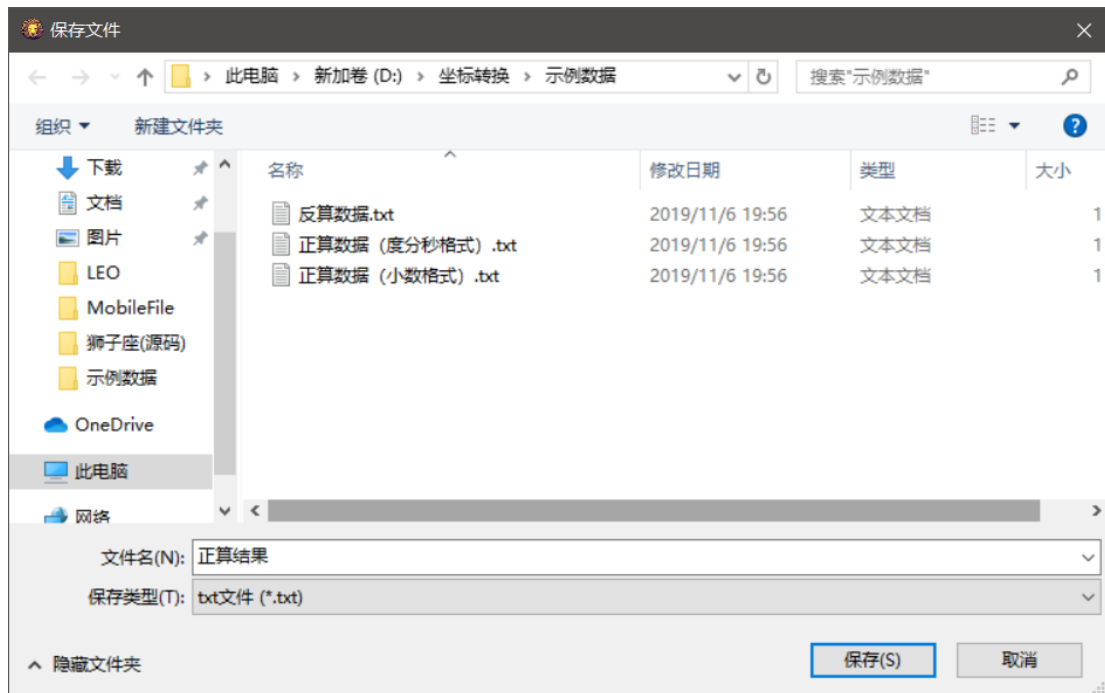 保存文件
此电脑 › 新加卷 (D:) › 坐标转换 › 示例数据
搜索"示例数据"
组织
新建文件夹
下载
文档
图片
LEO
MobileFile
狮子座(源码)
示例数据
OneDrive
此电脑
网络
名称 修改日期 类型 大小
反算数据.txt 2019/11/6 19:56 文本文档 1
正算数据（度分秒格式）.txt 2019/11/6 19:56 文本文档 1
正算数据（小数格式）.txt 2019/11/6 19:56 文本文档 1
文件名(N): 正算结果
保存类型(T): txt文件 (*.txt)
隐藏文件夹
保存(S)
取消